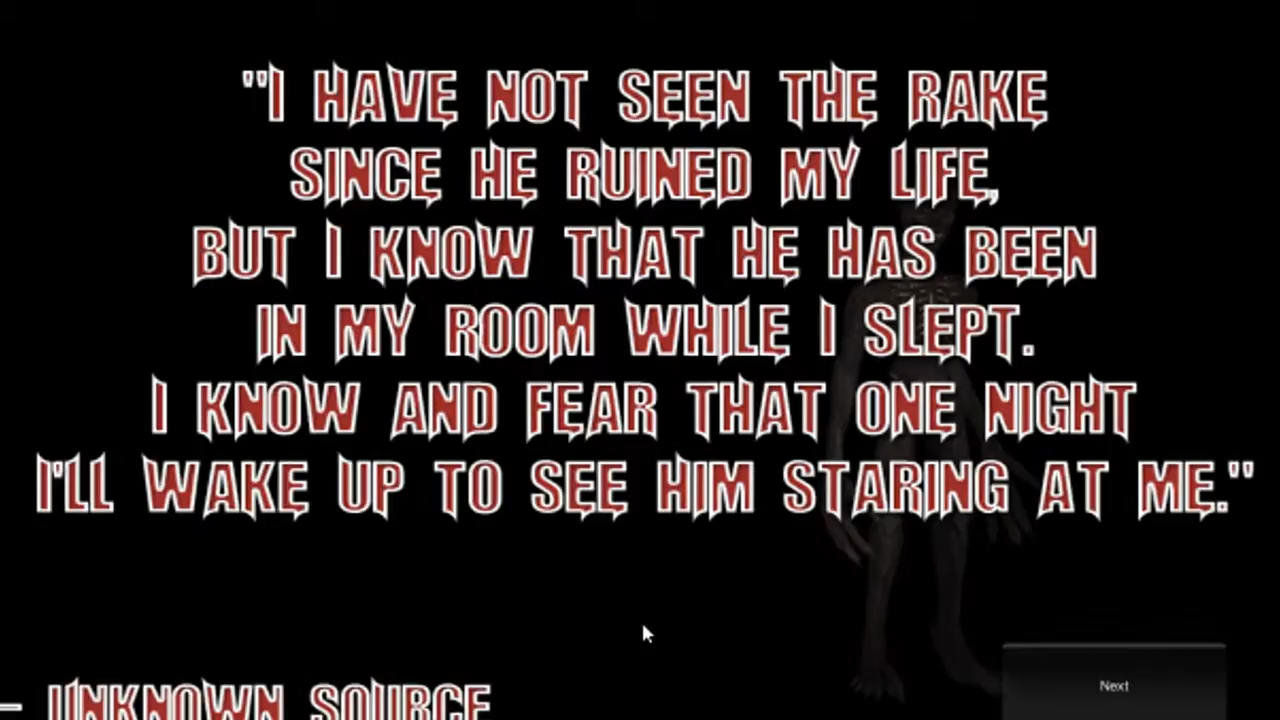 "I HAVE NOT SEEN THE RAKE
SINCE HE RUINED MY LIFE,
BUT I KNOW THAT HE HAS BEEN
IN MY ROOM WHILE I SLEPT.
I KNOW AND FEAR THAT ONE NIGHT
I'LL WAKE UP TO SEE HIM STARING AT ME."
- UNKNOWN SOURCE
Next